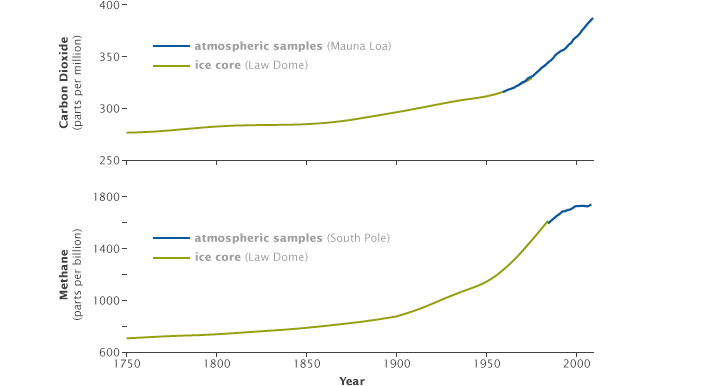 400
350
300
250
Carbon Dioxide
(parts per million)
atmospheric samples (Mauna Loa)
ice core (Law Dome)
1800
1400
1000
600
Methane
(parts per billion)
atmospheric samples (South Pole)
ice core (Law Dome)
1750 1800 1850 1900 1950 2000
Year